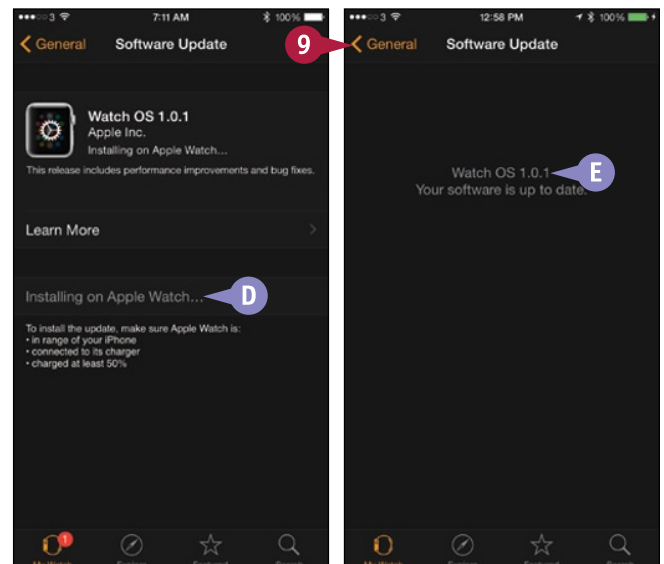 3 7:11 AM 100%
General Software Update
Watch OS 1.0.1
Apple Inc.
Installing on Apple Watch...
This release includes performance improvements and bug fixes.
Learn More
Installing on Apple Watch...
D
To install the update, make sure Apple Watch is:
• in range of your iPhone
• connected to its charger
• charged at least 50%
1
3 12:58 PM 100%
9
General Software Update
Watch OS 1.0.1
E
Your software is up to date.